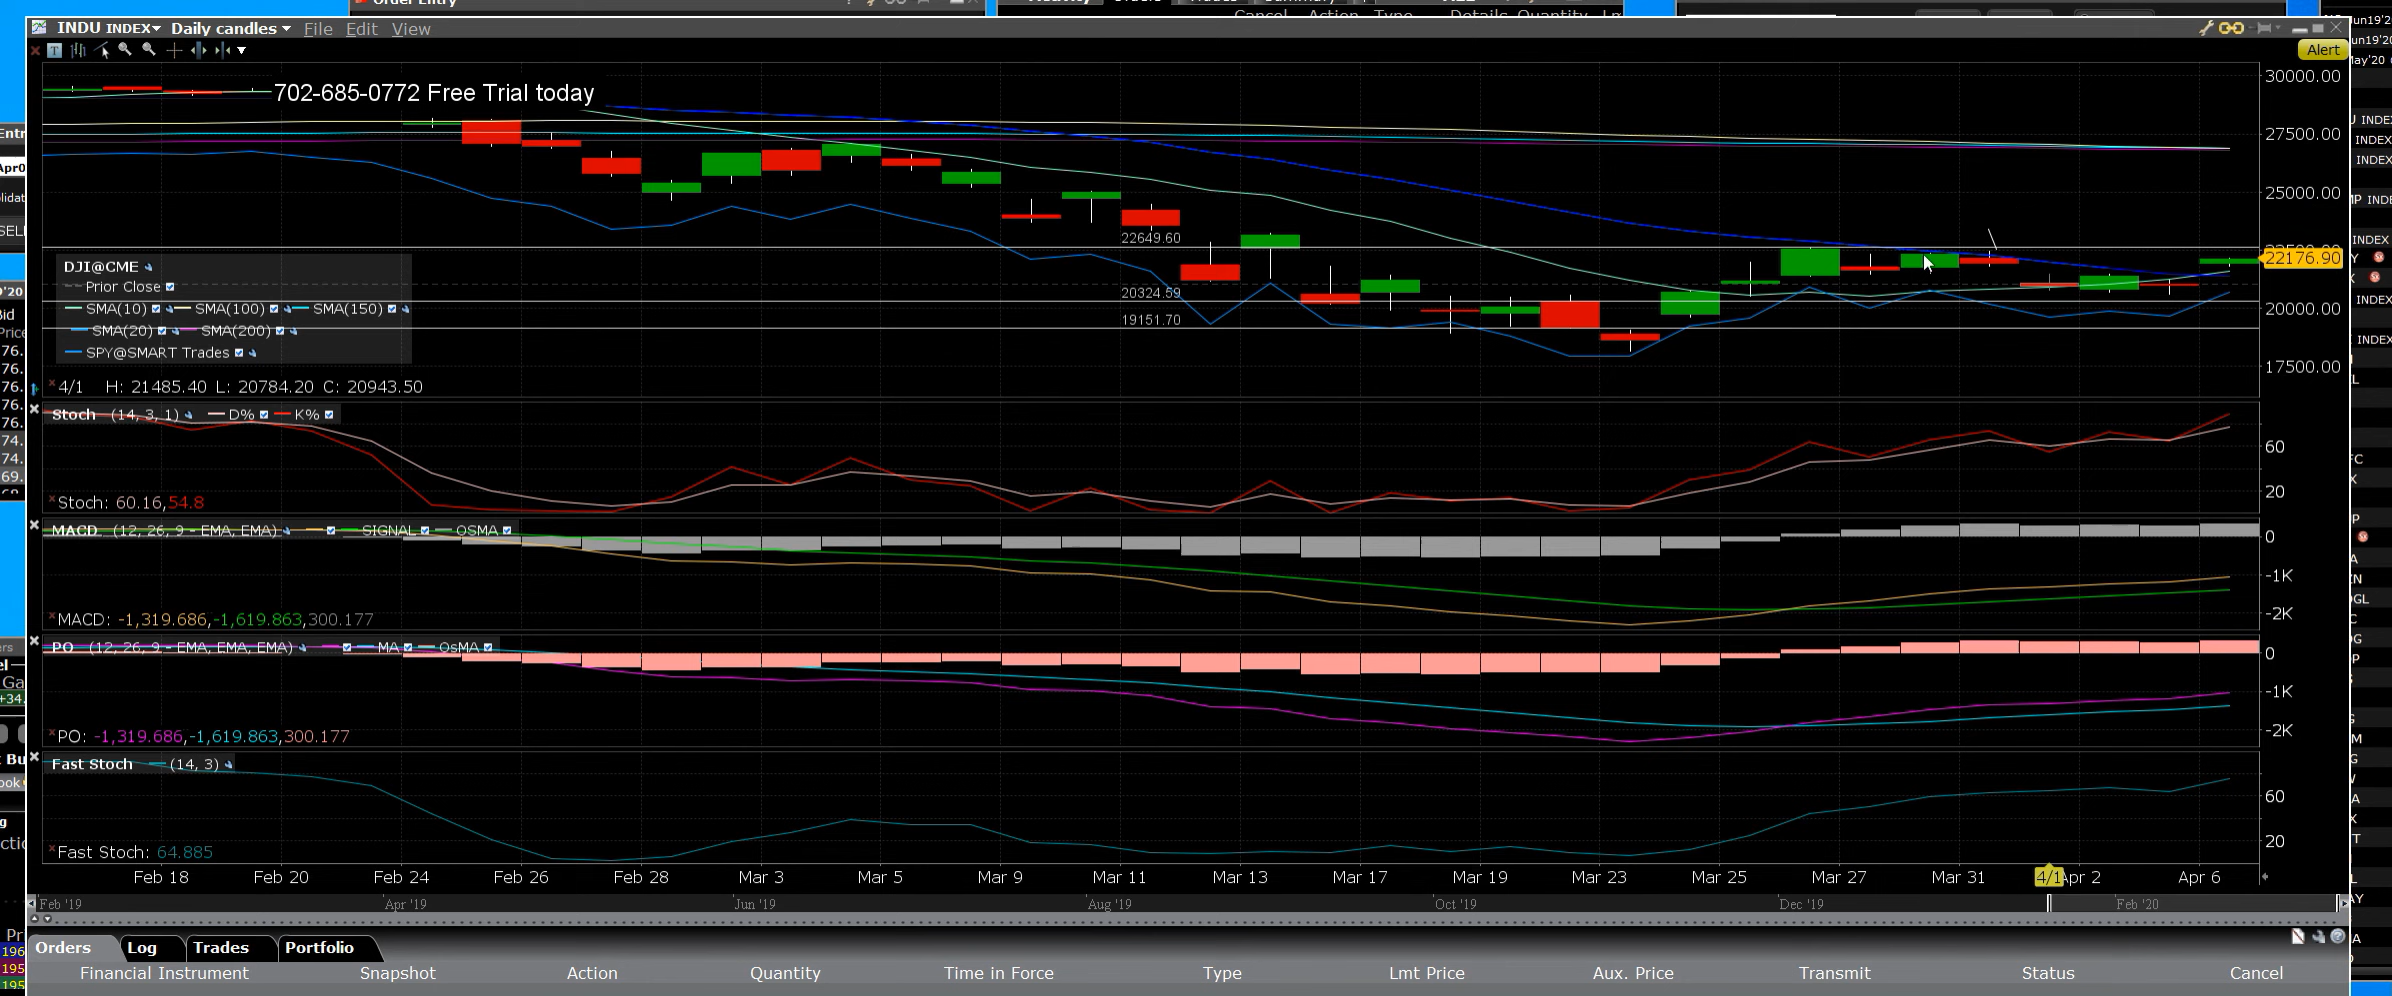 Order Entry
INDU INDEX Daily candles File Edit View
Alert
702-685-0772 Free Trial today
30000.00
27500.00
25000.00
22649.60
22176.90
20324.59
20000.00
19151.70
17500.00
DJI@CME
Prior Close
SMA(10) SMA(100) SMA(150)
SMA(20) SMA(200)
SPY@SMART Trades
4/1 H: 21485.40 L: 20784.20 C: 20943.50
Stoch (14, 3, 1) D% K%
60
20
Stoch: 60.16,54.8
MACD (12, 26, 9 - EMA, EMA) SIGNAL OSMA
0
-1K
-2K
MACD: -1,319.686,-1,619.863,300.177
PO (12, 26, 9 - EMA, EMA, EMA) MA OsMA
0
-1K
-2K
PO: -1,319.686,-1,619.863,300.177
Fast Stoch (14, 3)
60
20
Fast Stoch: 64.885
Feb 18 Feb 20 Feb 24 Feb 26 Feb 28 Mar 3 Mar 5 Mar 9 Mar 11 Mar 13 Mar 17 Mar 19 Mar 23 Mar 25 Mar 27 Mar 31 4/1 Apr 2 Apr 6
Feb '19 Apr '19 Jun '19 Aug '19 Oct '19 Dec '19 Feb '20
Orders Log Trades Portfolio
Financial Instrument Snapshot Action Quantity Time in Force Type Lmt Price Aux. Price Transmit Status Cancel